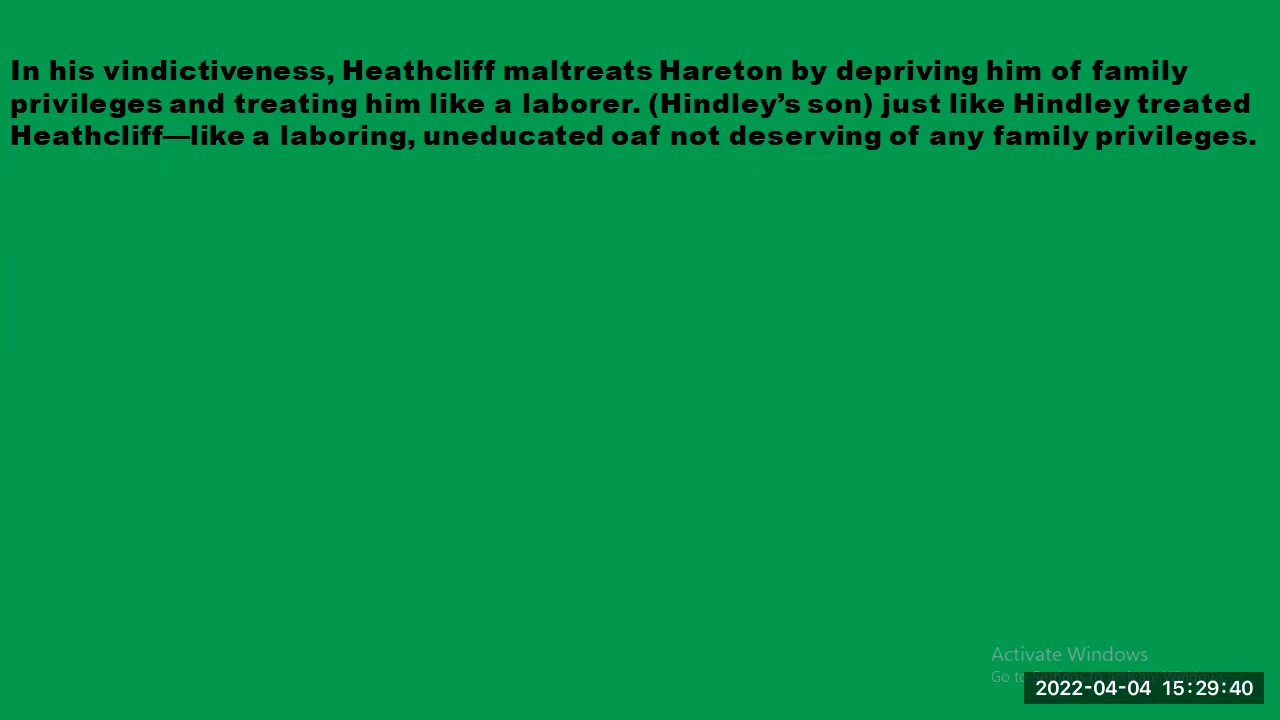 In his vindictiveness, Heathcliff maltreats Hareton by depriving him of family
privileges and treating him like a laborer. (Hindley’s son) just like Hindley treated
Heathcliff—like a laboring, uneducated oaf not deserving of any family privileges.
Activate Windows
Go to
2022-04-04 15:29:40